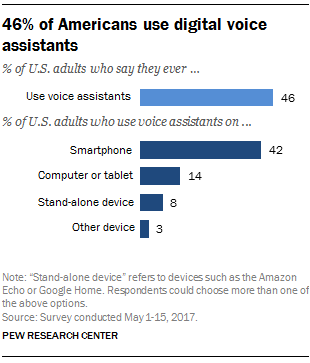 46% of Americans use digital voice
assistants
% of U.S. adults who say they ever ...
Use voice assistants 46
% of U.S. adults who use voice assistants on ...
Smartphone 42
Computer or tablet 14
Stand-alone device 8
Other device 3
Note: “Stand-alone device” refers to devices such as the Amazon
Echo or Google Home. Respondents could choose more than one of
the above options.
Source: Survey conducted May 1-15, 2017.
PEW RESEARCH CENTER